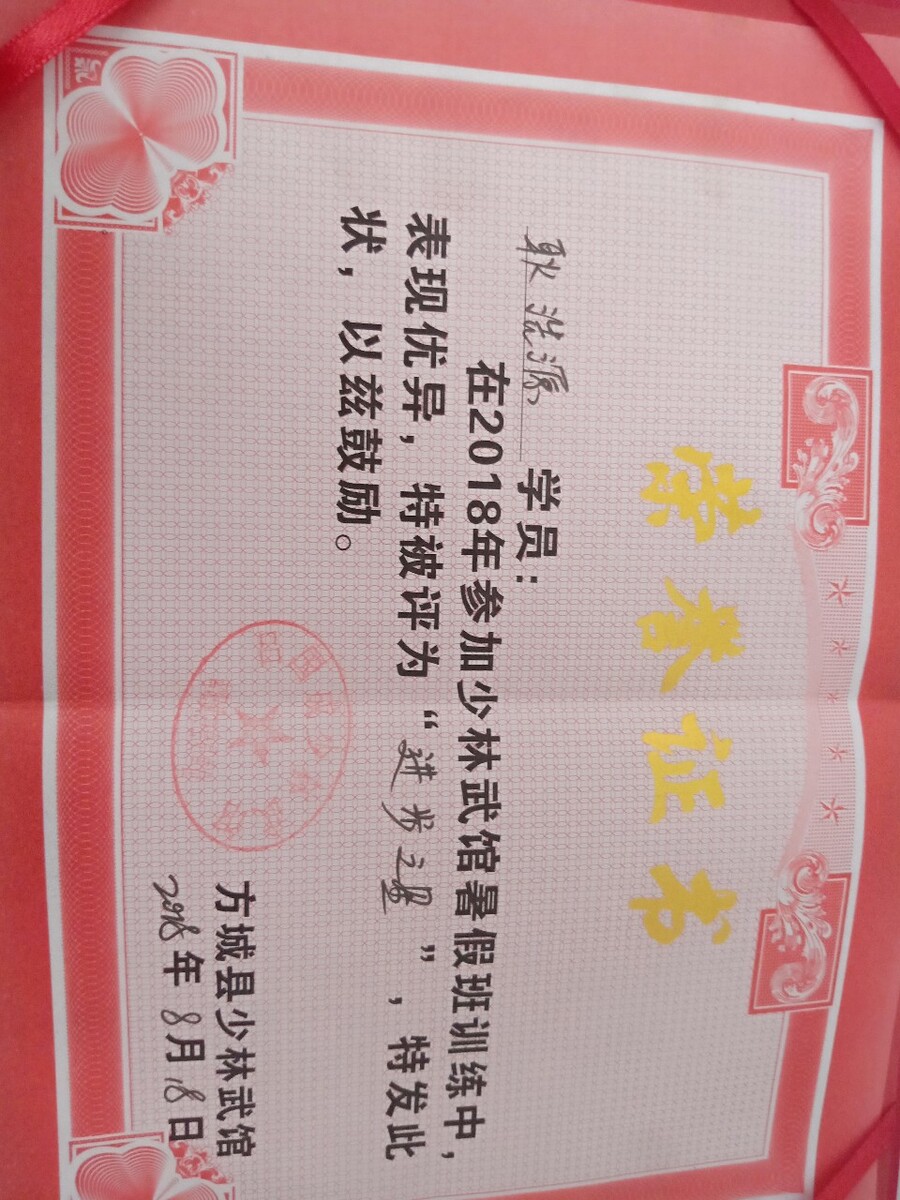 荣誉证书
耿浩源 学员：
在2018年参加少林武馆暑假班训练中，
表现优异，特被评为“进步之星”，特发此
状，以兹鼓励。
方城县少林武馆
2018年8月18日